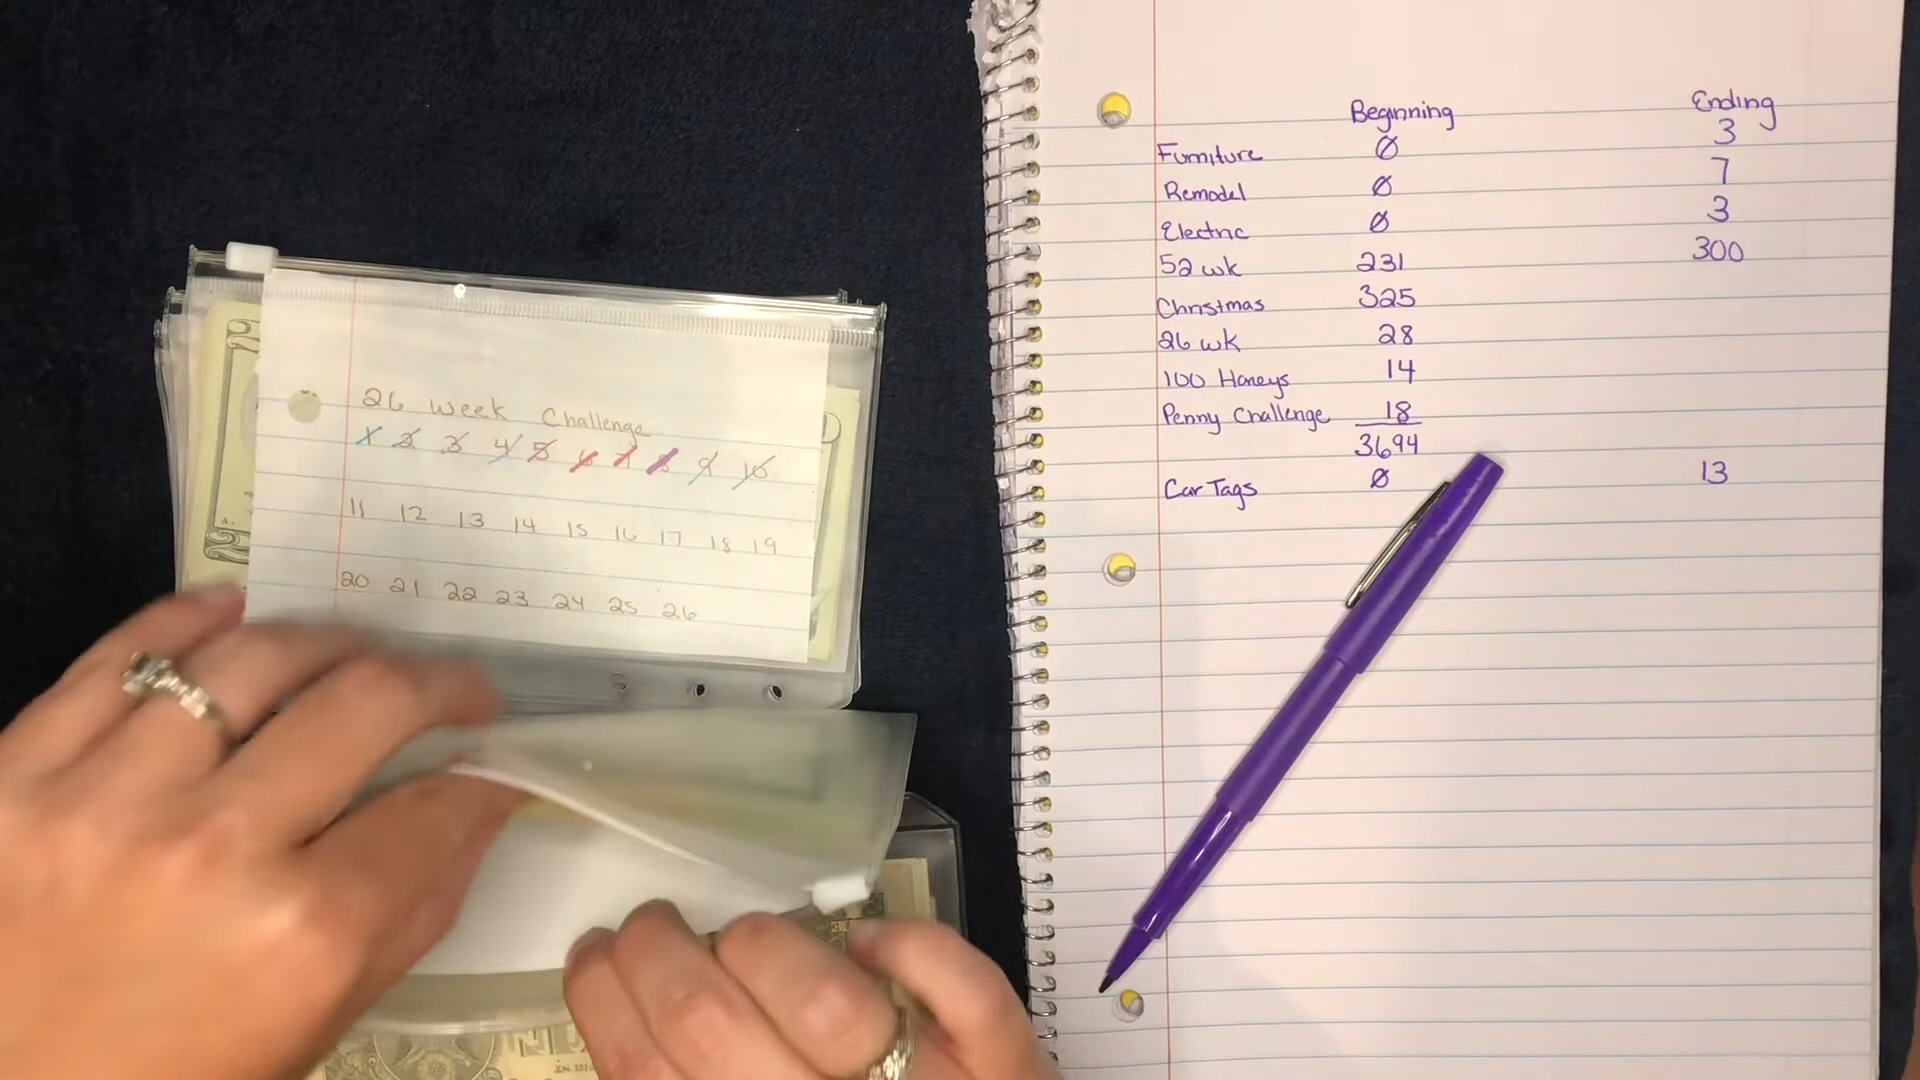 26 Week Challenge
1 2 3 4 5 6 7 8 9 10
11 12 13 14 15 16 17 18 19
20 21 22 23 24 25 26
Beginning Ending
Furniture Ø 3
Remodel Ø 7
Electric Ø 3
52 wk 231 300
Christmas 325
26 wk 28
100 Honeys 14
Penny Challenge 18
3694
Car Tags Ø 13